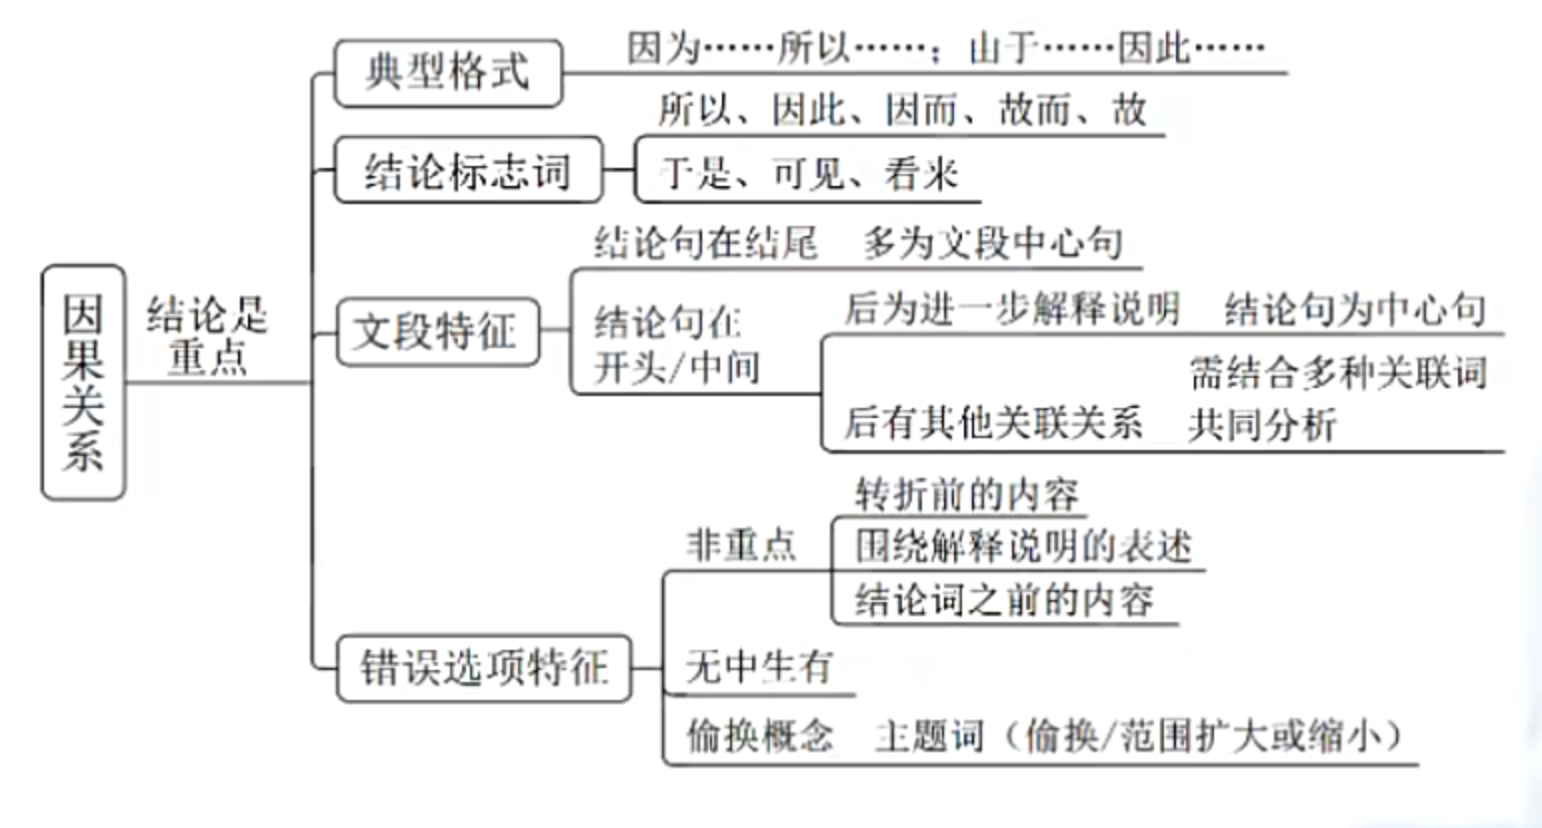 因果关系
结论是
重点
典型格式
因为……所以……；由于……因此……
结论标志词
所以、因此、因而、故而、故
于是、可见、看来
文段特征
结论句在结尾 多为文段中心句
结论句在
开头/中间
后为进一步解释说明 结论句为中心句
后有其他关联关系
需结合多种关联词
共同分析
错误选项特征
非重点
转折前的内容
围绕解释说明的表述
结论词之前的内容
无中生有
偷换概念 主题词（偷换/范围扩大或缩小）